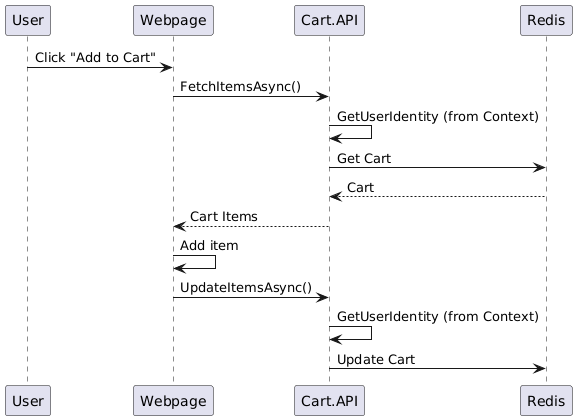 User Webpage Cart.API Redis
Click "Add to Cart"
FetchItemsAsync()
GetUserIdentity (from Context)
Get Cart
Cart
Cart Items
Add item
UpdateItemsAsync()
GetUserIdentity (from Context)
Update Cart
User Webpage Cart.API Redis